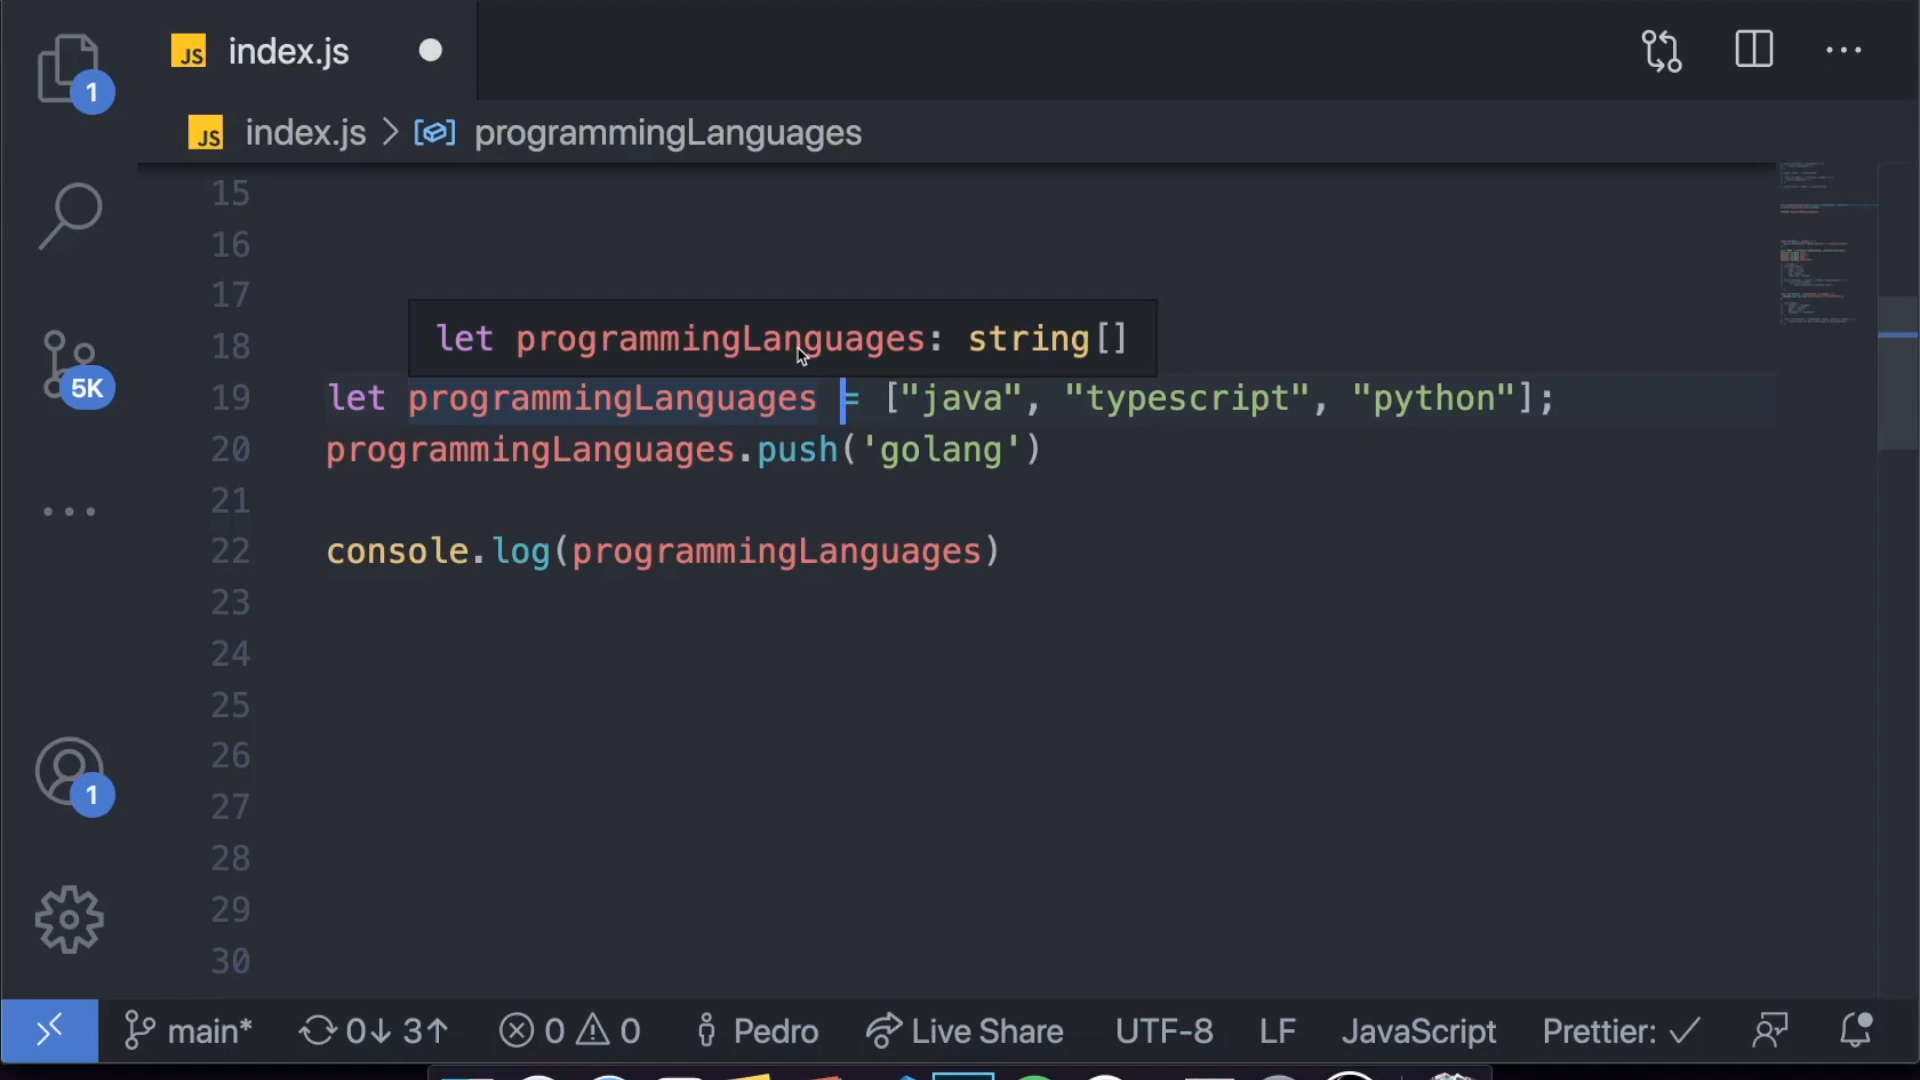 JS index.js
1
JS index.js > programmingLanguages
15
16
17
let programmingLanguages: string[]
18
19 let programmingLanguages = ["java", "typescript", "python"];
20 programmingLanguages.push('golang')
5K
21
22 console.log(programmingLanguages)
23
24
25
26
1
27
28
29
30
main* 0↓ 3↑ 0 0 Pedro Live Share UTF-8 LF JavaScript Prettier: ✓